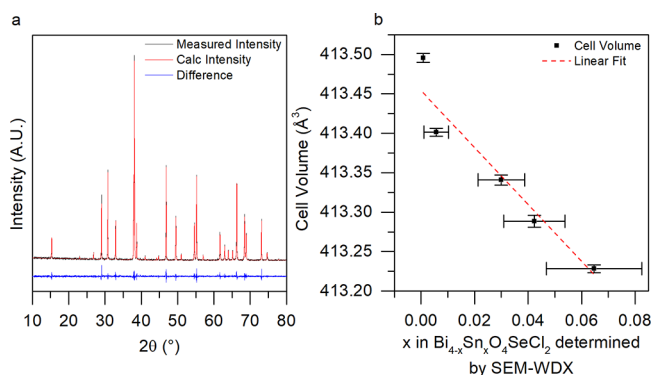 a
Measured Intensity
Calc Intensity
Difference
Intensity (A.U.)
10 20 30 40 50 60 70 80
2θ (°)
b
Cell Volume
Linear Fit
413.50
413.45
413.40
413.35
413.30
413.25
413.20
Cell Volume (Å³)
0.00 0.02 0.04 0.06 0.08
x in Bi₄₋ₓSnₓO₄SeCl₂ determined
by SEM-WDX